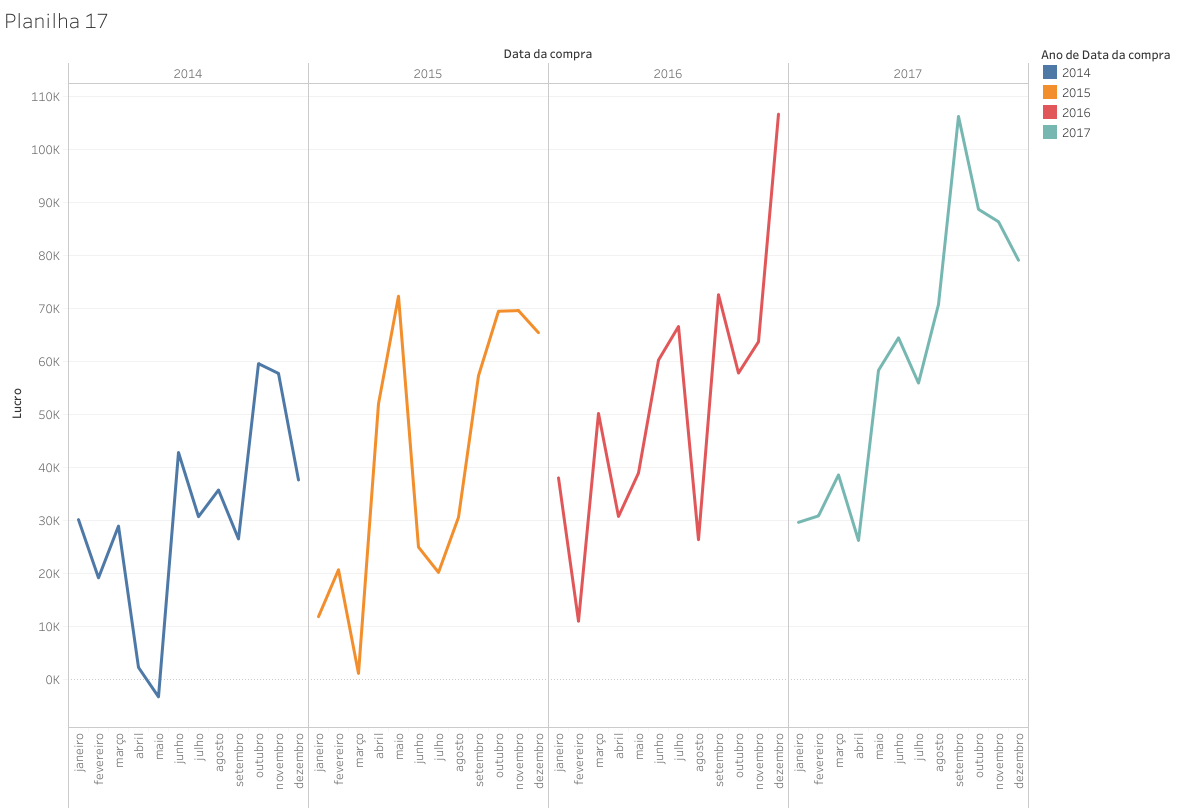 Planilha 17
Data da compra
2014 2015 2016 2017
Ano de Data da compra
2014
2015
2016
2017
110K
100K
90K
80K
70K
60K
50K
40K
30K
20K
10K
0K
Lucro
janeiro fevereiro março abril maio junho julho agosto setembro outubro novembro dezembro janeiro fevereiro março abril maio junho julho agosto setembro outubro novembro dezembro janeiro fevereiro março abril maio junho julho agosto setembro outubro novembro dezembro janeiro fevereiro março abril maio junho julho agosto setembro outubro novembro dezembro